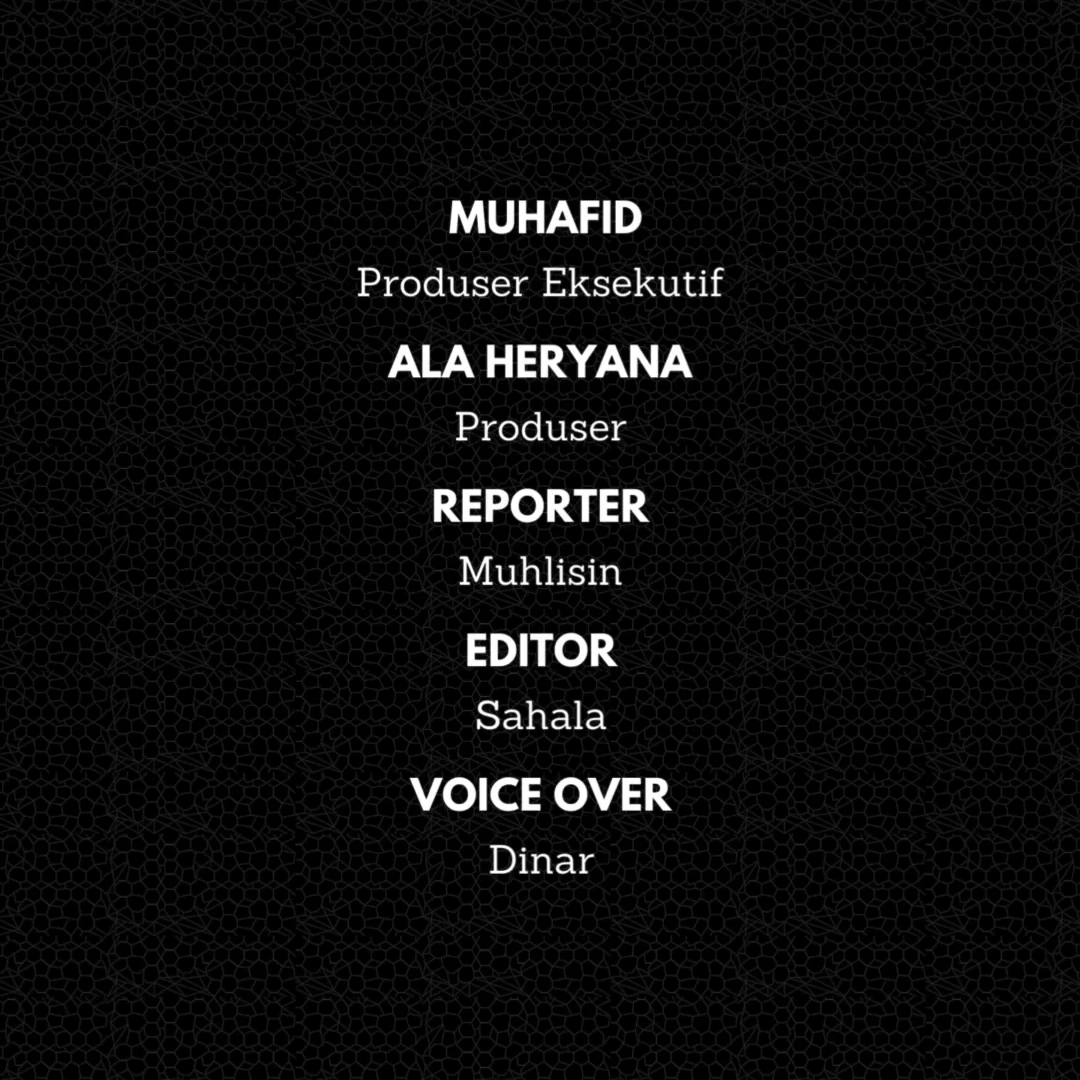 MUHAFID
Produser Eksekutif
ALA HERYANA
Produser
REPORTER
Muhlisin
EDITOR
Sahala
VOICE OVER
Dinar